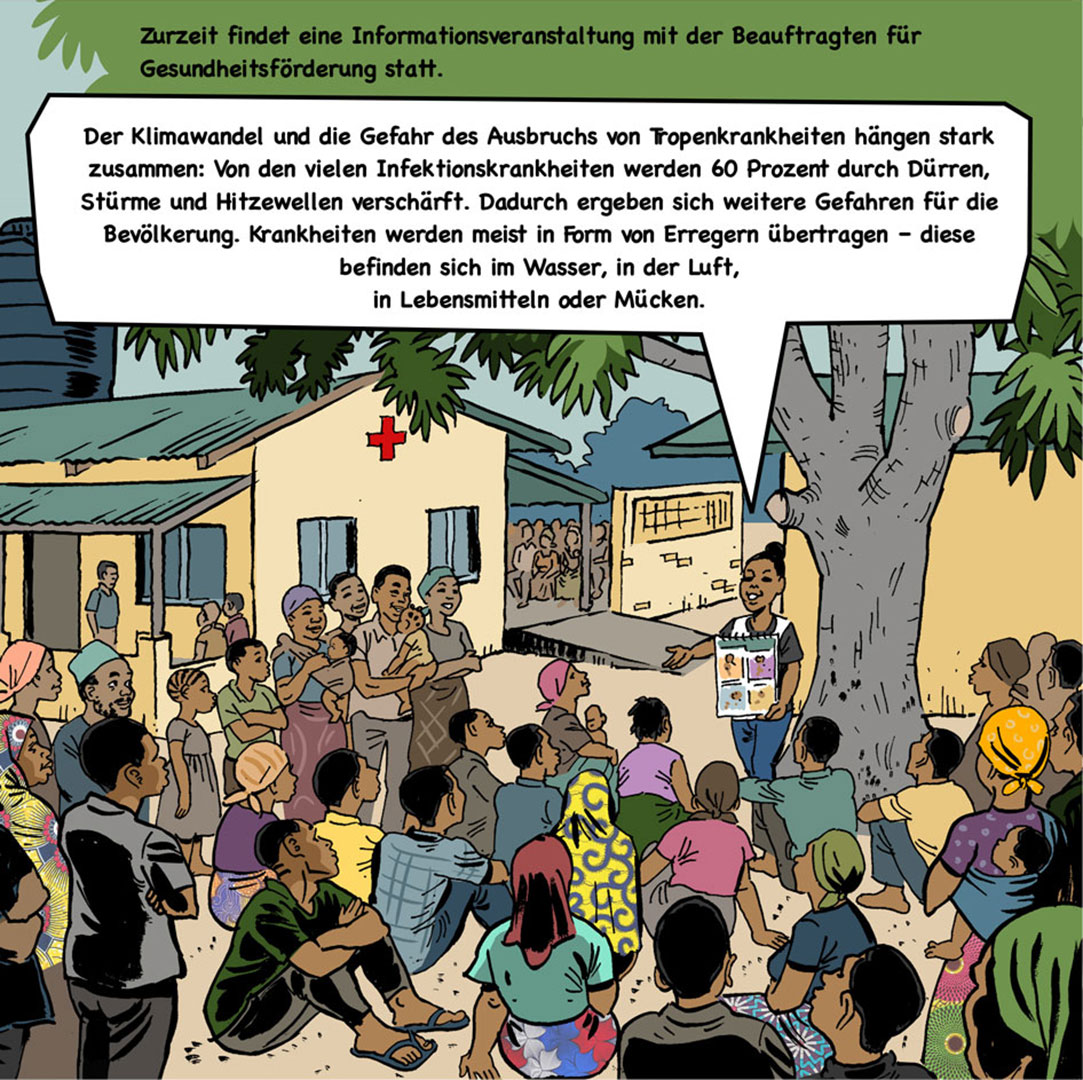 Zurzeit findet eine Informationsveranstaltung mit der Beauftragten für
Gesundheitsförderung statt.
Der Klimawandel und die Gefahr des Ausbruchs von Tropenkrankheiten hängen stark
zusammen: Von den vielen Infektionskrankheiten werden 60 Prozent durch Dürren,
Stürme und Hitzewellen verschärft. Dadurch ergeben sich weitere Gefahren für die
Bevölkerung. Krankheiten werden meist in Form von Erregern übertragen – diese
befinden sich im Wasser, in der Luft,
in Lebensmitteln oder Mücken.